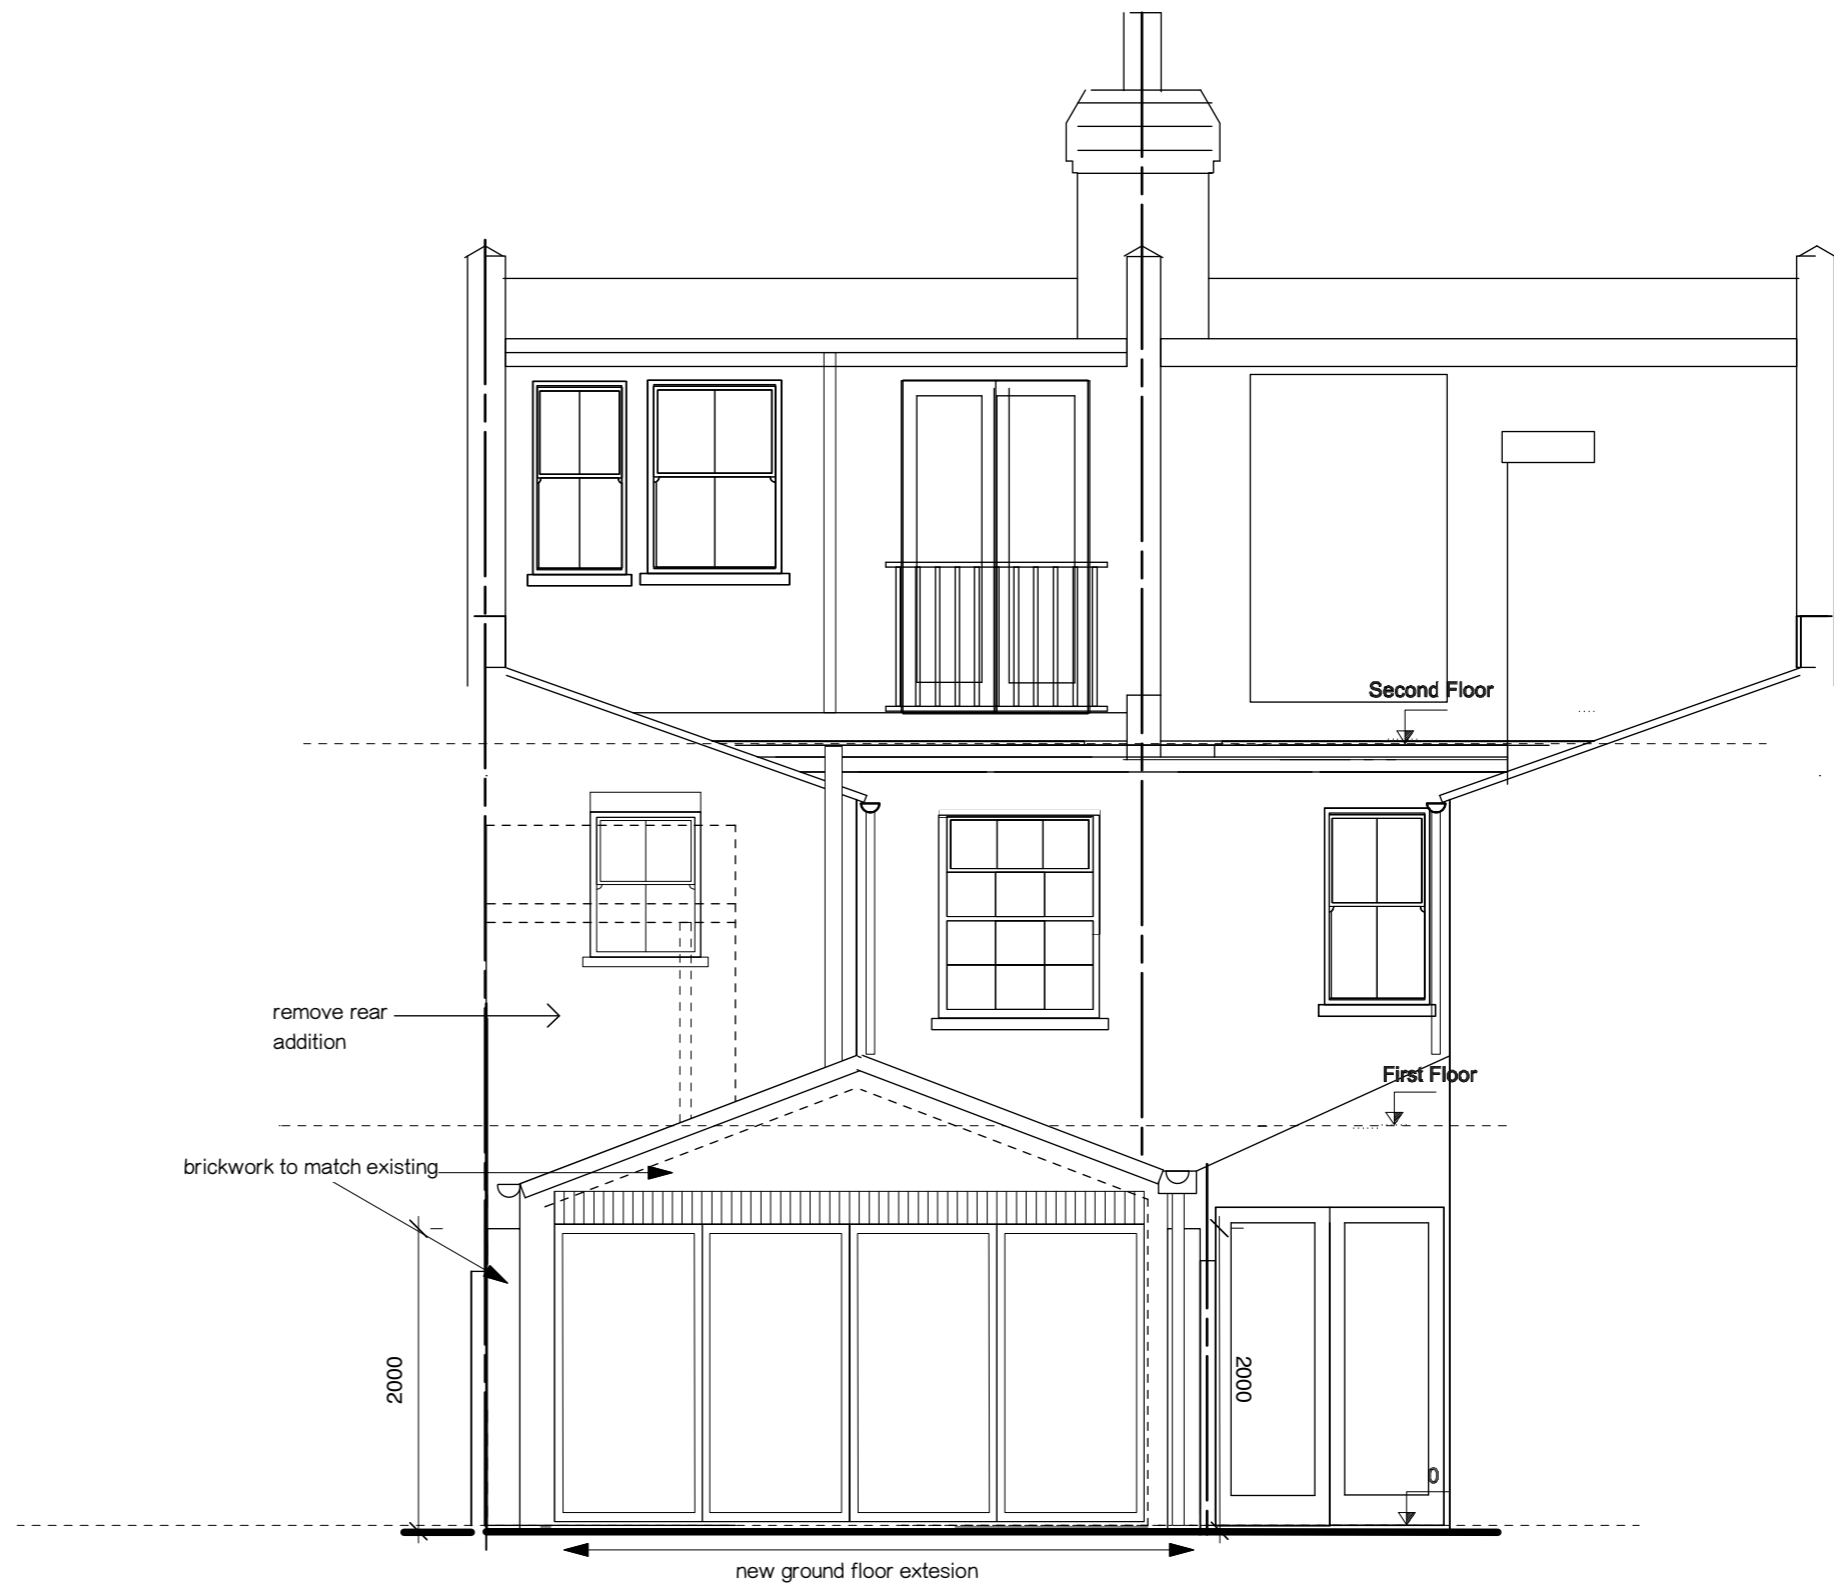 Second Floor
remove rear
addition
First Floor
brickwork to match existing
2000
2000
0
new ground floor extesion